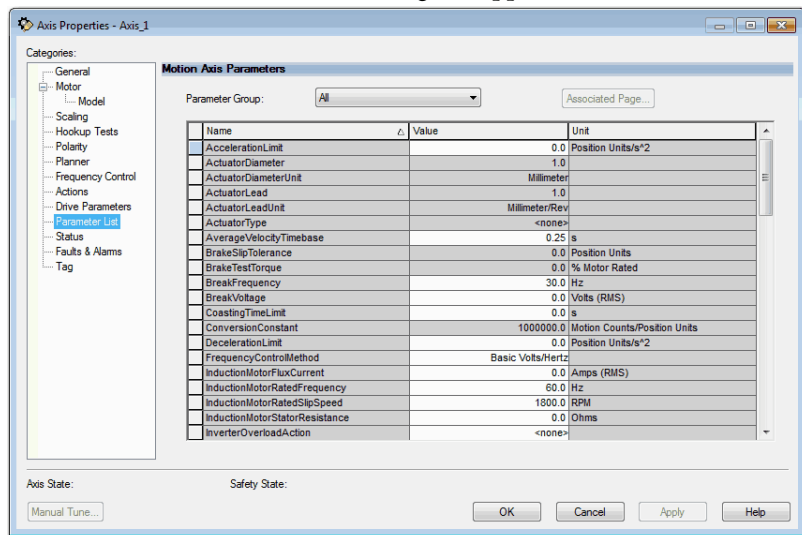 Axis Properties - Axis_1
Categories:
General
Motor
Model
Scaling
Hookup Tests
Polarity
Planner
Frequency Control
Actions
Drive Parameters
Parameter List
Status
Faults & Alarms
Tag
Motion Axis Parameters
Parameter Group: All Associated Page...
Name Value Unit
AccelerationLimit 0.0 Position Units/s^2
ActuatorDiameter 1.0
ActuatorDiameterUnit Millimeter
ActuatorLead 1.0
ActuatorLeadUnit Millimeter/Rev
ActuatorType <none>
AverageVelocityTimebase 0.25 s
BrakeSlipTolerance 0.0 Position Units
BrakeTestTorque 0.0 % Motor Rated
BreakFrequency 30.0 Hz
BreakVoltage 0.0 Volts (RMS)
CoastingTimeLimit 0.0 s
ConversionConstant 1000000.0 Motion Counts/Position Units
DecelerationLimit 0.0 Position Units/s^2
FrequencyControlMethod Basic Volts/Hertz
InductionMotorFluxCurrent 0.0 Amps (RMS)
InductionMotorRatedFrequency 60.0 Hz
InductionMotorRatedSlipSpeed 1800.0 RPM
InductionMotorStatorResistance 0.0 Ohms
InverterOverloadAction <none>
Axis State: Safety State:
Manual Tune... OK Cancel Apply Help